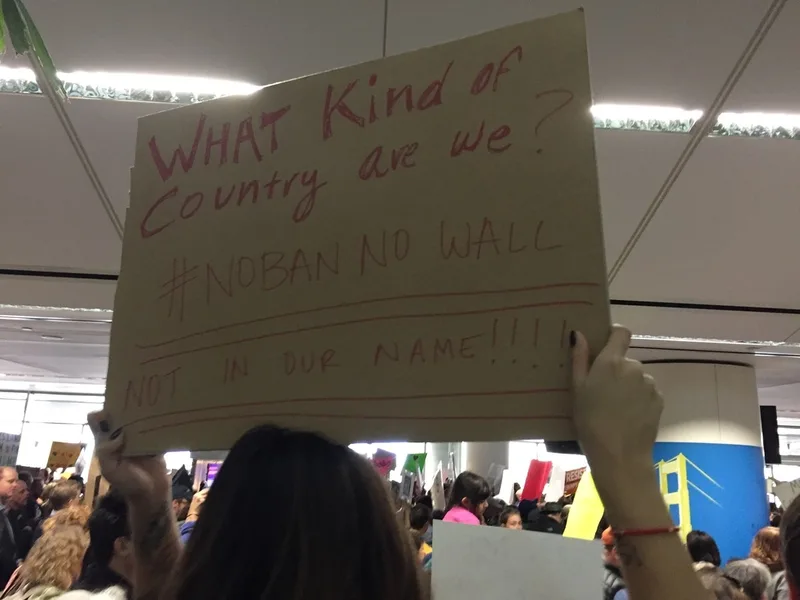 WHAT Kind of
Country are we?
#NOBAN NO WALL
NOT IN OUR NAME!!!!!